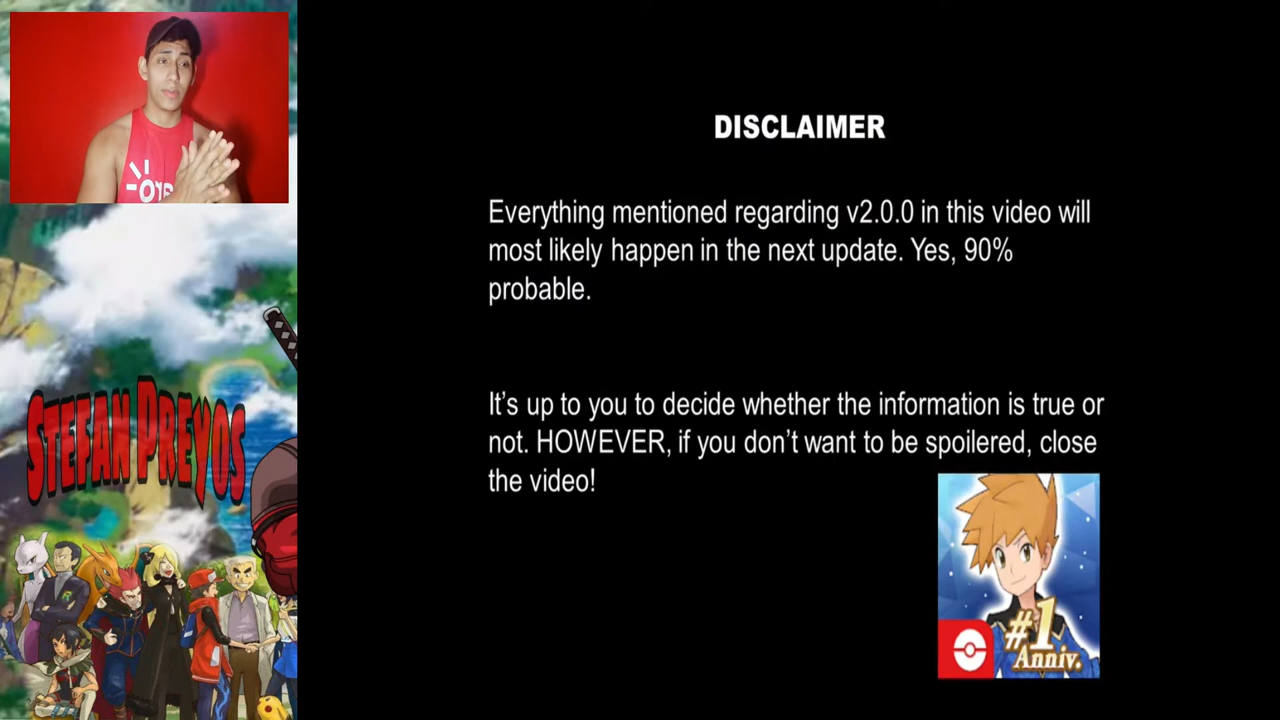 DISCLAIMER
Everything mentioned regarding v2.0.0 in this video will
most likely happen in the next update. Yes, 90%
probable.
It's up to you to decide whether the information is true or
not. HOWEVER, if you don't want to be spoilered, close
the video!
STEFAN PREYOS
#1
Anniv.